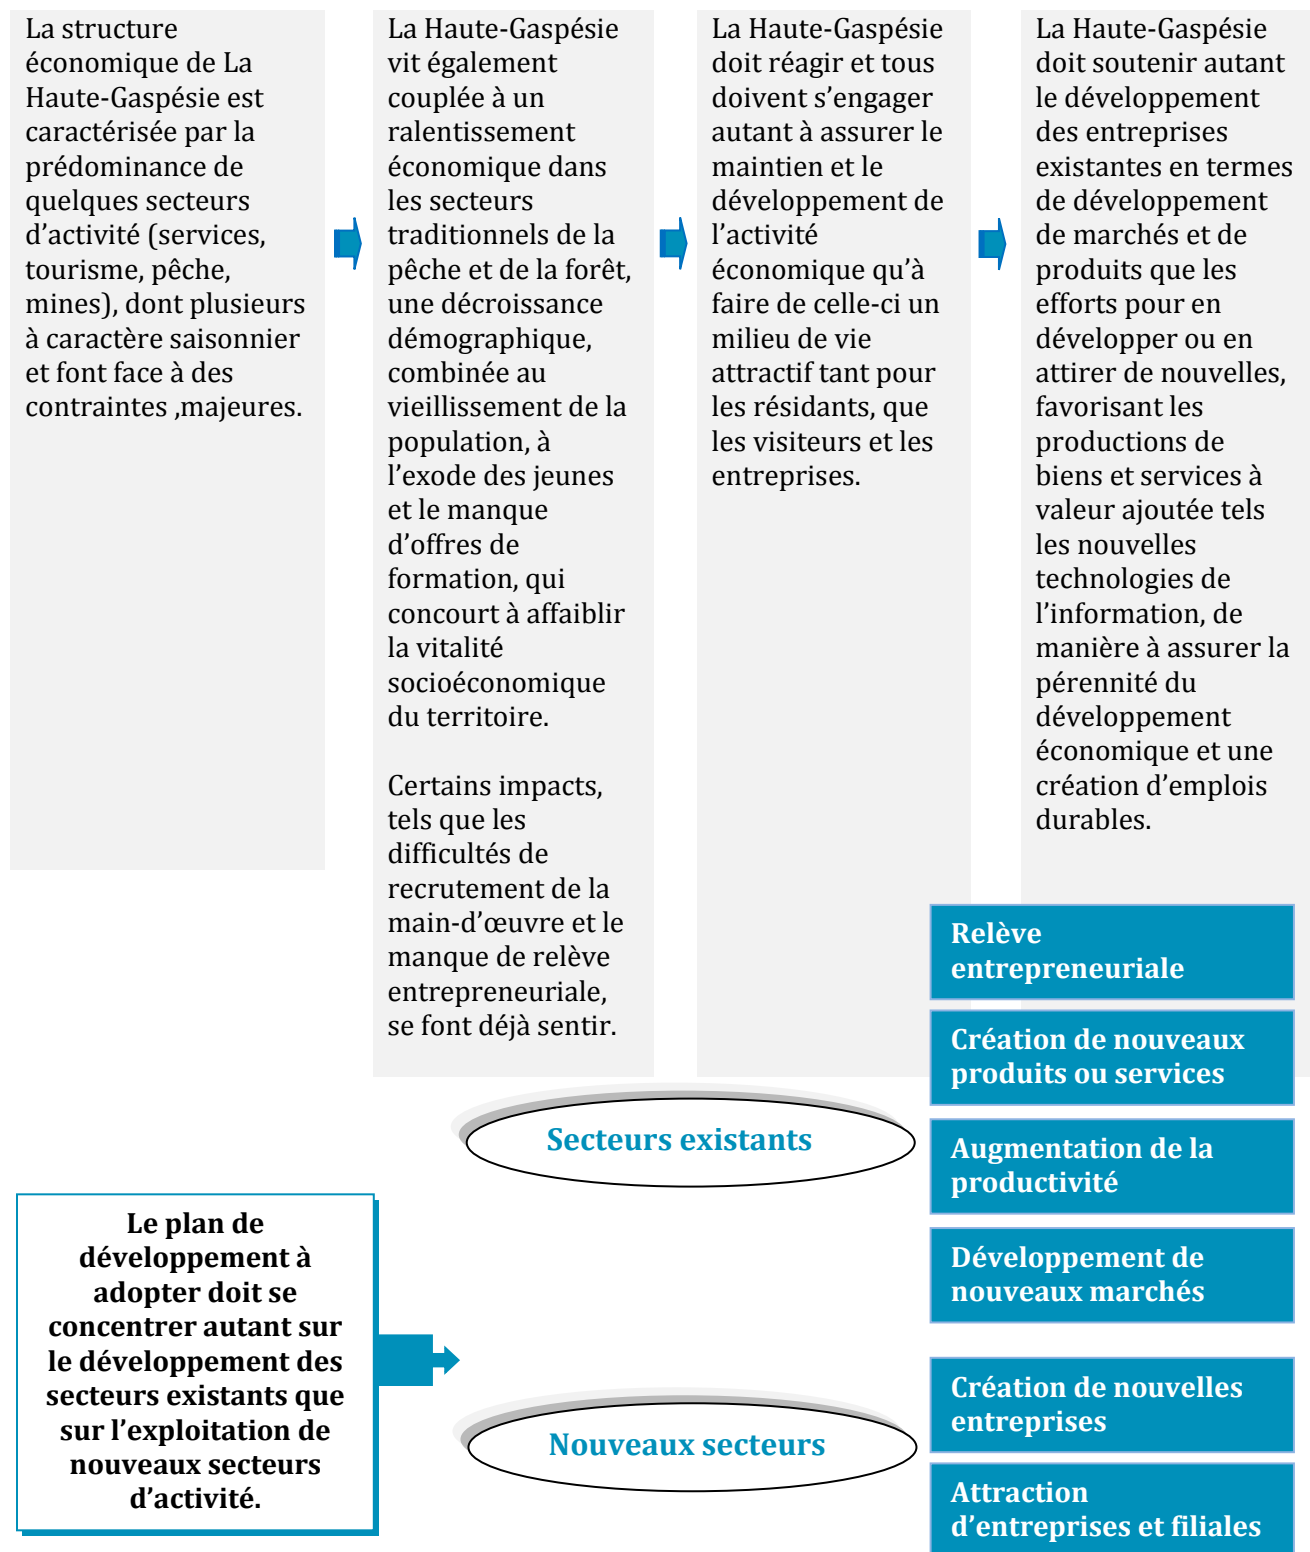 La structure
économique de La
Haute-Gaspésie est
caractérisée par la
prédominance de
quelques secteurs
d’activité (services,
tourisme, pêche,
mines), dont plusieurs
à caractère saisonnier
et font face à des
contraintes ,majeures.
La Haute-Gaspésie
vit également
couplée à un
ralentissement
économique dans
les secteurs
traditionnels de la
pêche et de la forêt,
une décroissance
démographique,
combinée au
vieillissement de la
population, à
l’exode des jeunes
et le manque
d’offres de
formation, qui
concourt à affaiblir
la vitalité
socioéconomique
du territoire.
Certains impacts,
tels que les
difficultés de
recrutement de la
main-d’œuvre et le
manque de relève
entrepreneuriale,
se font déjà sentir.
La Haute-Gaspésie
doit réagir et tous
doivent s’engager
autant à assurer le
maintien et le
développement de
l’activité
économique qu’à
faire de celle-ci un
milieu de vie
attractif tant pour
les résidants, que
les visiteurs et les
entreprises.
La Haute-Gaspésie
doit soutenir autant
le développement
des entreprises
existantes en termes
de développement
de marchés et de
produits que les
efforts pour en
développer ou en
attirer de nouvelles,
favorisant les
productions de
biens et services à
valeur ajoutée tels
les nouvelles
technologies de
l’information, de
manière à assurer la
pérennité du
développement
économique et une
création d’emplois
durables.
Le plan de
développement à
adopter doit se
concentrer autant sur
le développement des
secteurs existants que
sur l’exploitation de
nouveaux secteurs
d’activité.
Secteurs existants
Relève
entrepreneuriale
Création de nouveaux
produits ou services
Augmentation de la
productivité
Développement de
nouveaux marchés
Nouveaux secteurs
Création de nouvelles
entreprises
Attraction
d’entreprises et filiales